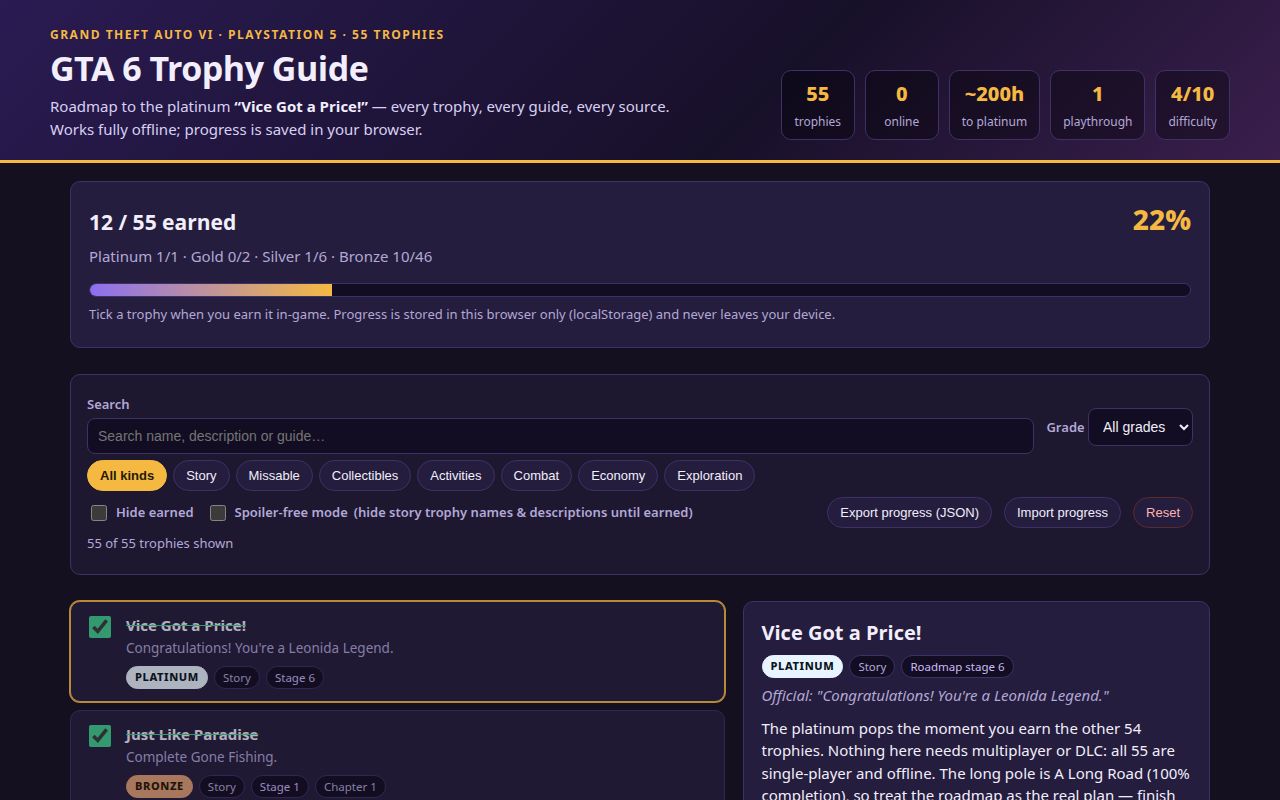 GRAND THEFT AUTO VI · PLAYSTATION 5 · 55 TROPHIES
GTA 6 Trophy Guide
Roadmap to the platinum “Vice Got a Price!” — every trophy, every guide, every source.
Works fully offline; progress is saved in your browser.
55
trophies
0
online
~200h
to platinum
1
playthrough
4/10
difficulty
12 / 55 earned
22%
Platinum 1/1 · Gold 0/2 · Silver 1/6 · Bronze 10/46
Tick a trophy when you earn it in-game. Progress is stored in this browser only (localStorage) and never leaves your device.
Search
Search name, description or guide…
Grade
All grades
All kinds
Story
Missable
Collectibles
Activities
Combat
Economy
Exploration
Hide earned
Spoiler-free mode (hide story trophy names & descriptions until earned)
Export progress (JSON)
Import progress
Reset
55 of 55 trophies shown
Vice Got a Price!
Congratulations! You're a Leonida Legend.
PLATINUM
Story
Stage 6
Just Like Paradise
Complete Gone Fishing.
BRONZE
Story
Stage 1
Chapter 1
Vice Got a Price!
PLATINUM
Story
Roadmap stage 6
Official: "Congratulations! You're a Leonida Legend."
The platinum pops the moment you earn the other 54
trophies. Nothing here needs multiplayer or DLC: all 55 are
single-player and offline. The long pole is A Long Road (100%
completion), so treat the roadmap as the real plan — finish